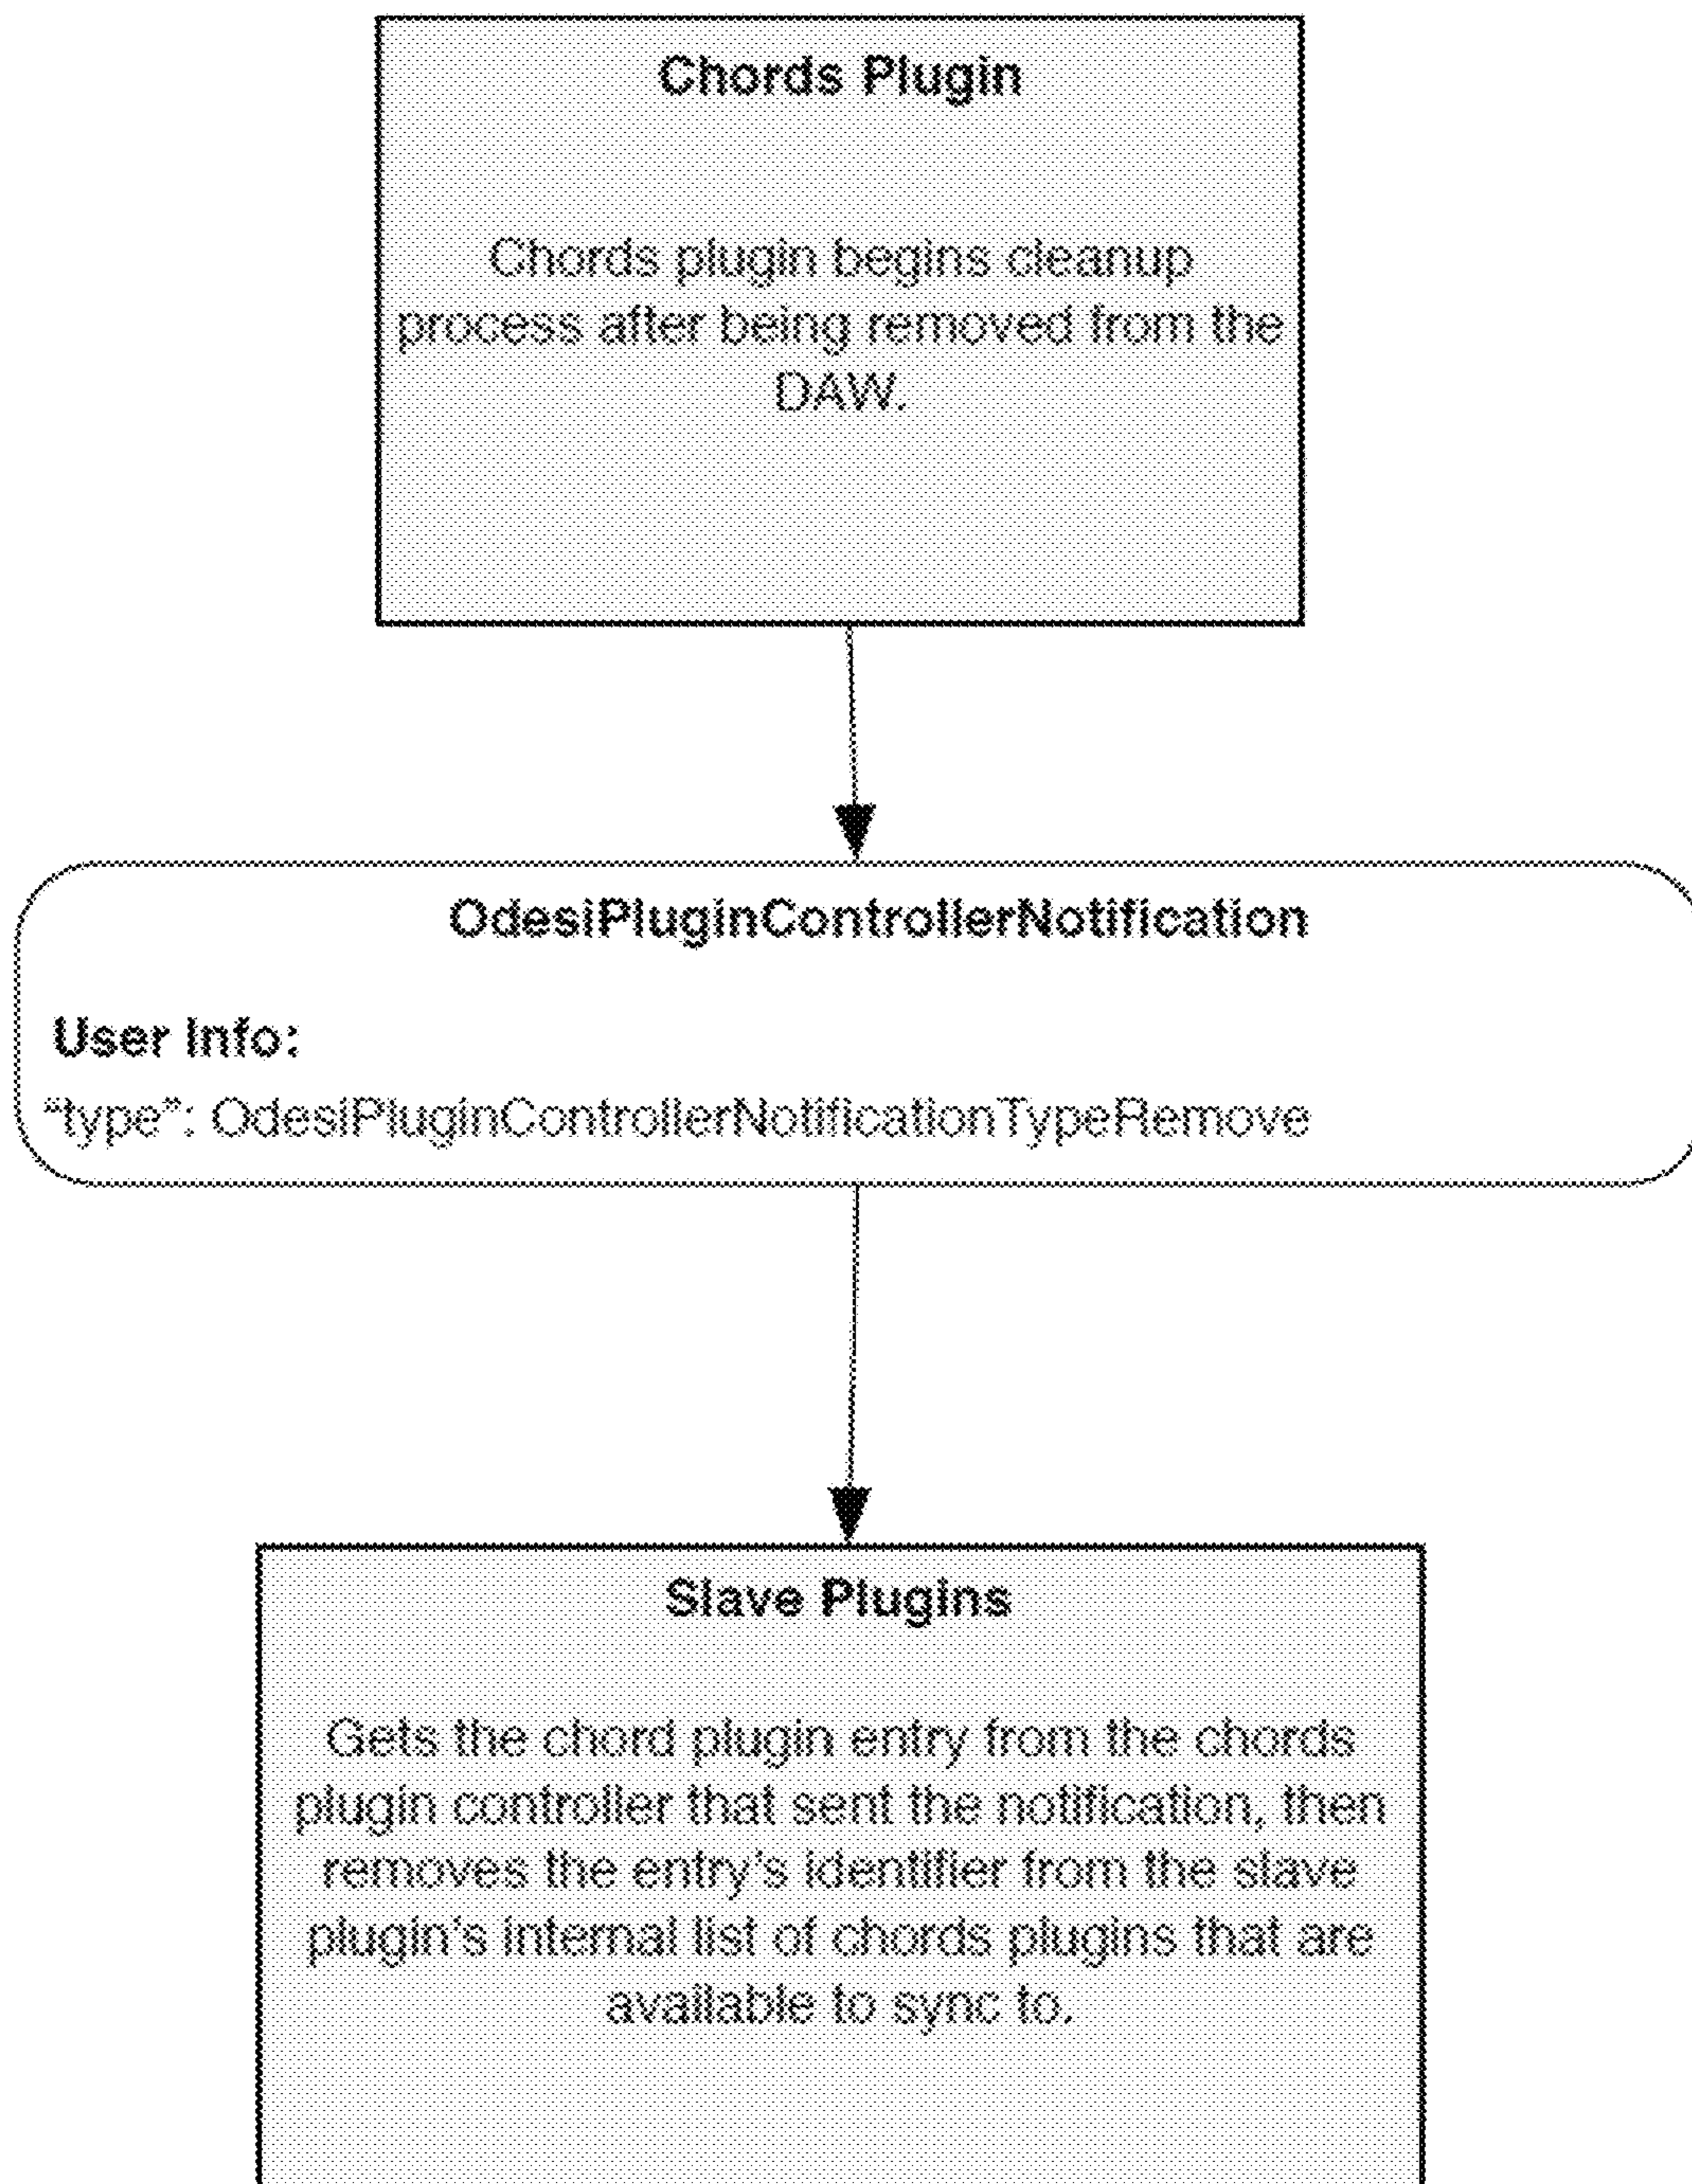 Chords Plugin
Chords plugin begins cleanup
process after being removed from the
DAW.
OdesiPluginControllerNotification
User Info:
“type”: OdesiPluginControllerNotificationTypeRemove
Slave Plugins
Gets the chord plugin entry from the chords
plugin controller that sent the notification, then
removes the entry’s identifier from the slave
plugin’s internal list of chords plugins that are
available to sync to.